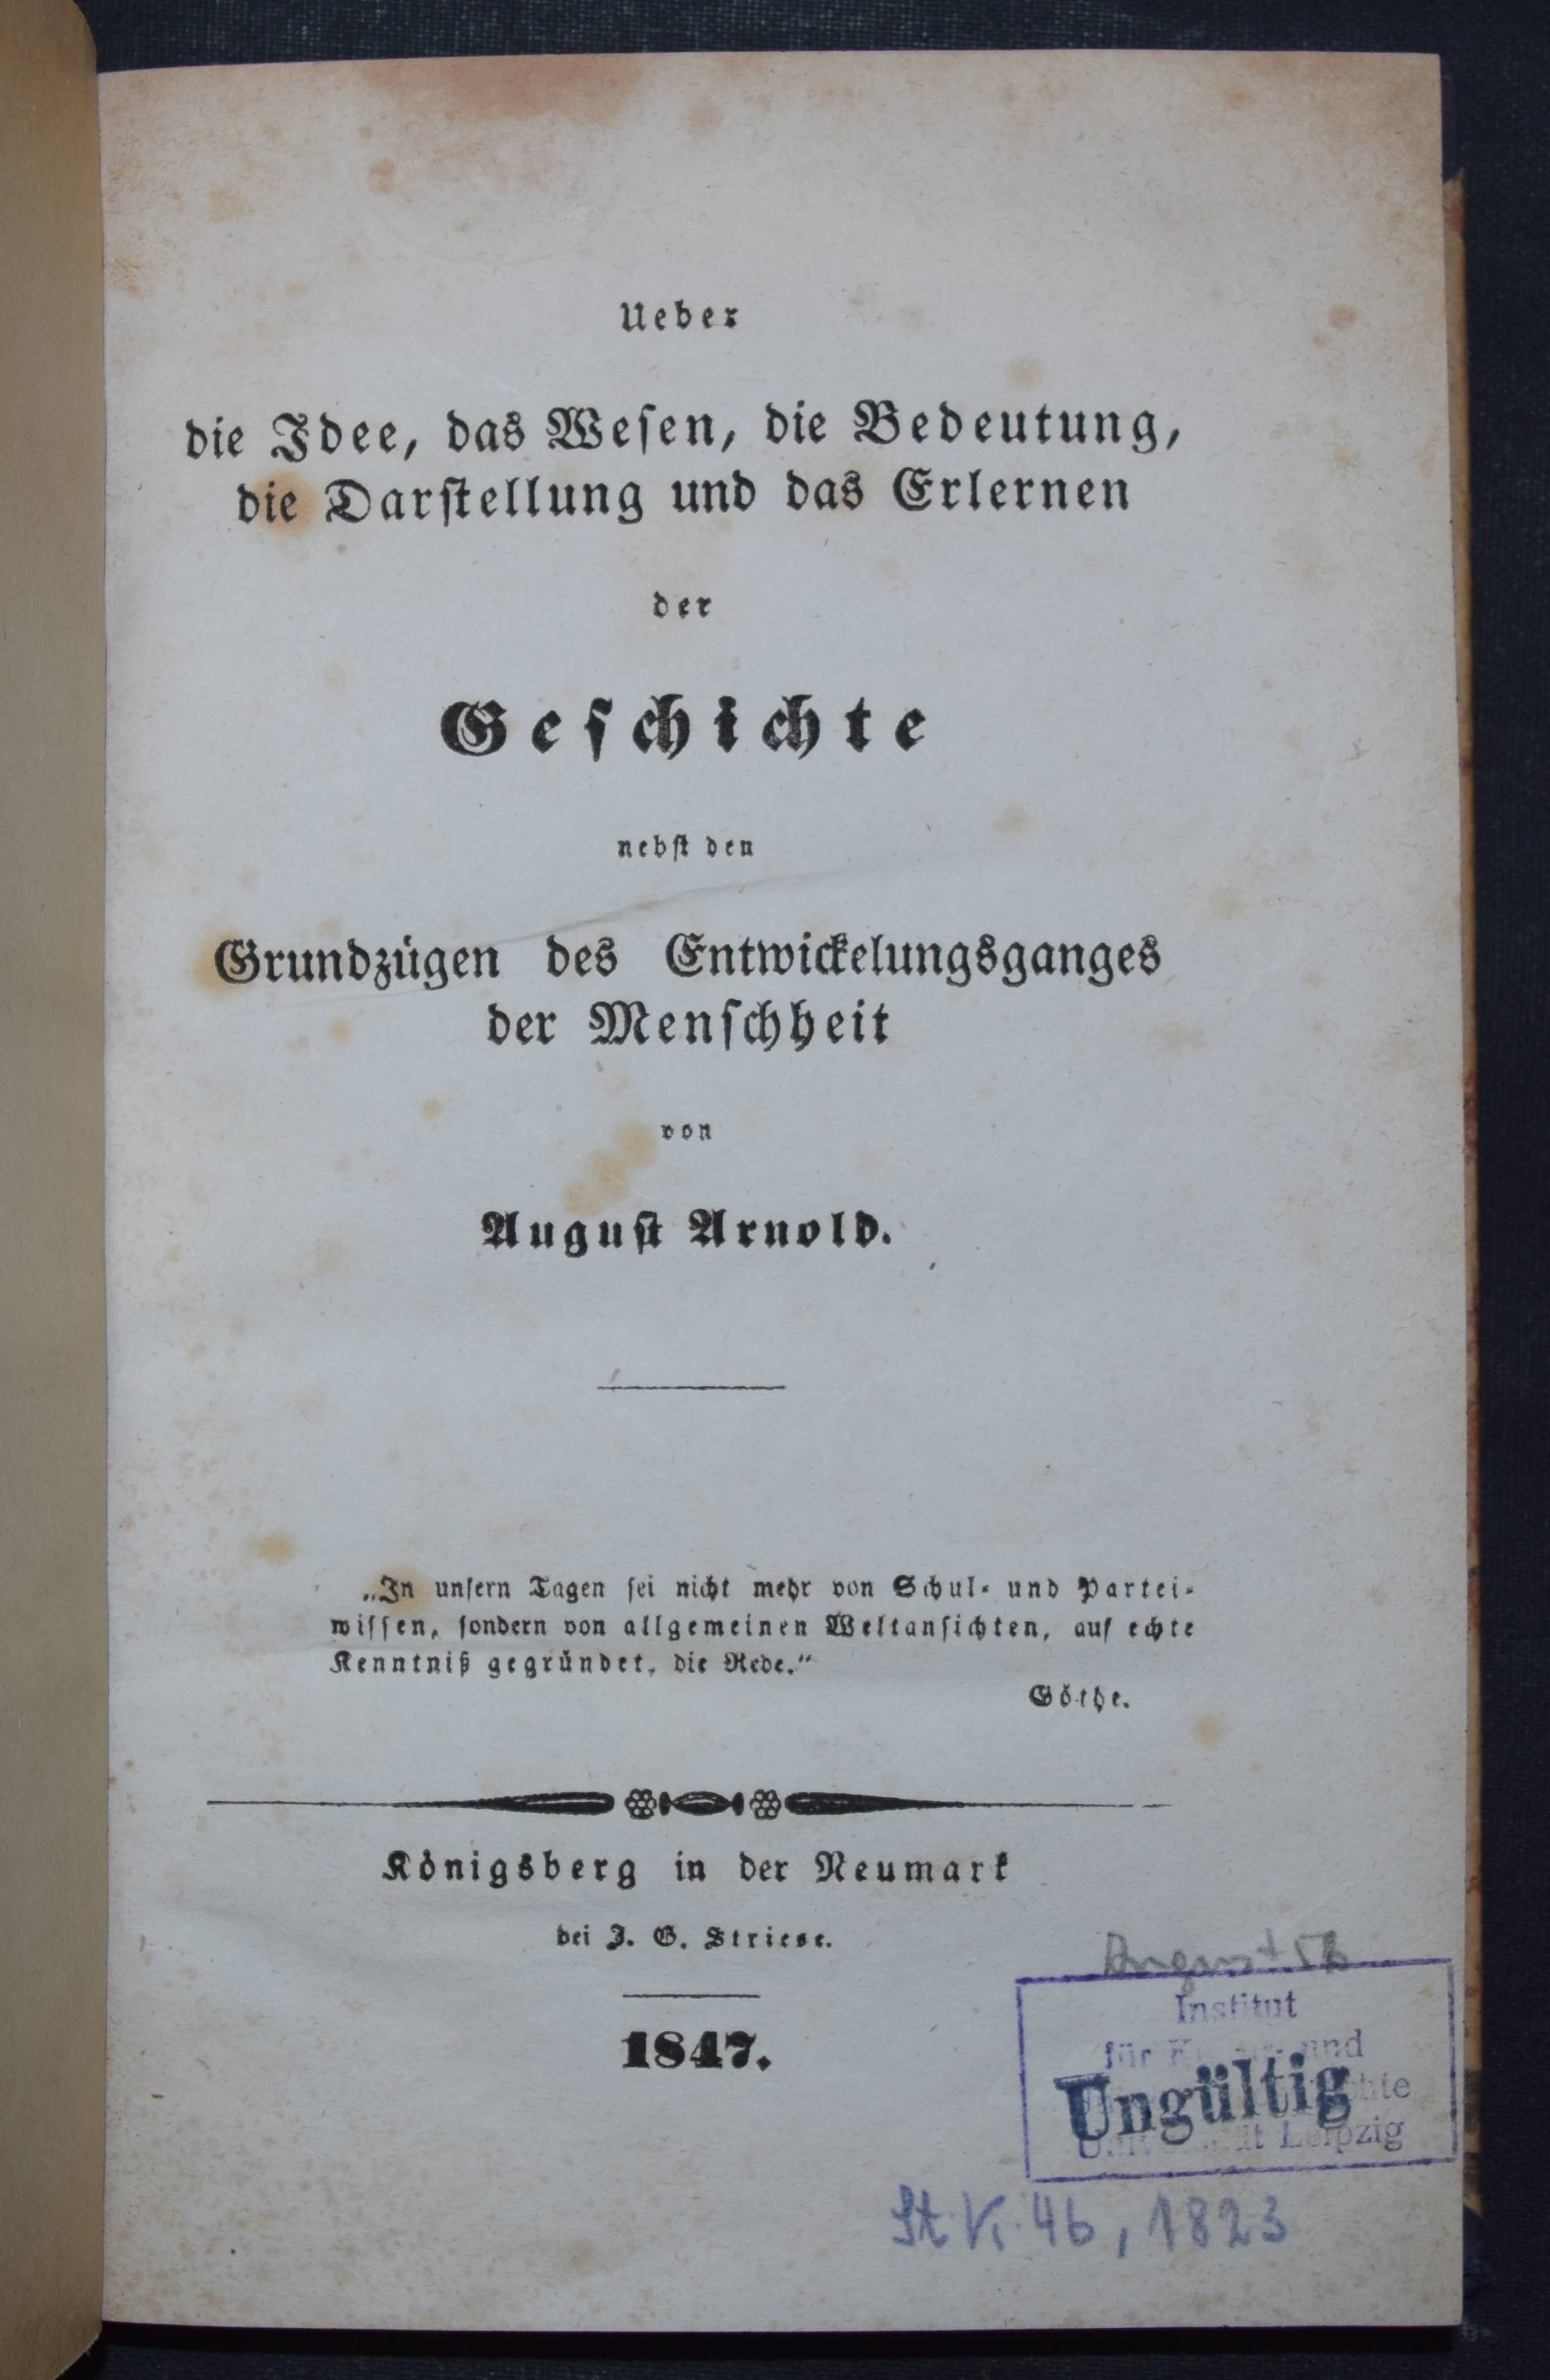 Ueber
die Idee, das Weſen, die Bedeutung,
die Darſtellung und das Erlernen
der
Geſchichte
nebſt den
Grundzügen des Entwickelungsganges
der Menſchheit
von
Auguſt Arnold.
„In unſern Tagen ſei nicht mehr von Schul- und Partei-
wiſſen, ſondern von allgemeinen Weltanſichten, auf echte
Kenntniß gegründet, die Rede.“
Göthe.
Königsberg in der Neumark
bei J. G. Strieſe.
1847.
Institut
für und
Ungültig
Leipzig
46, 1823